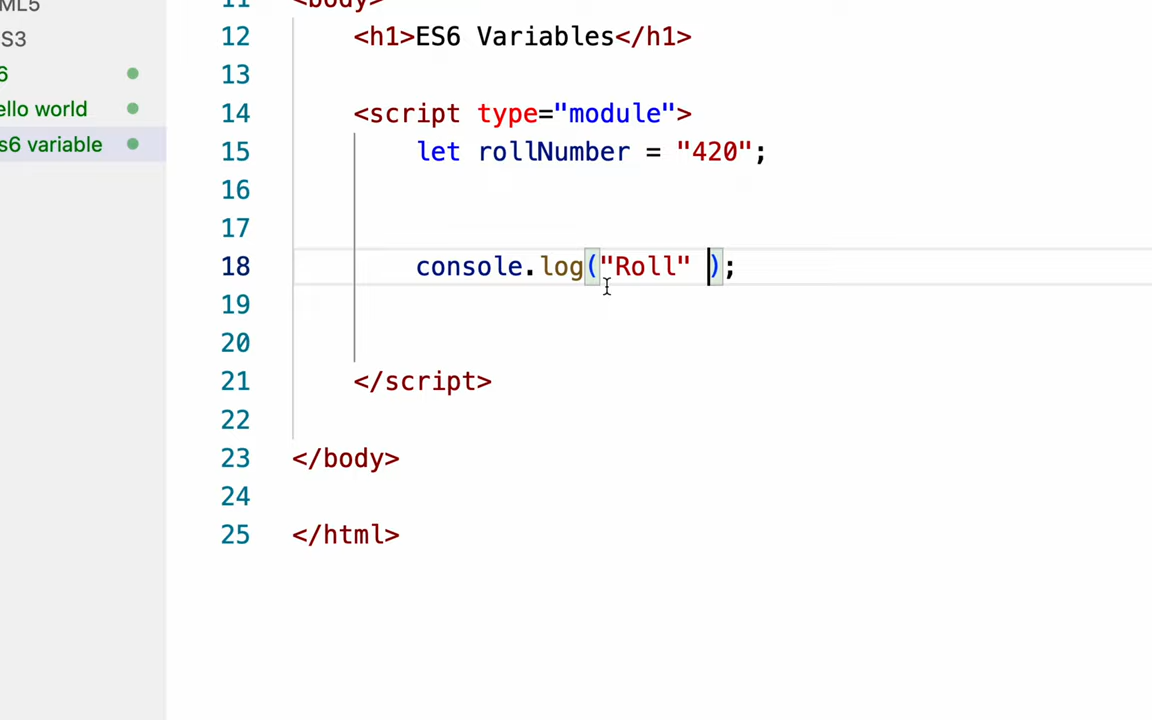 ML5
S3
6
ello world
s6 variable
11 <body>
12 <h1>ES6 Variables</h1>
13
14 <script type="module">
15 let rollNumber = "420";
16
17
18 console.log("Roll" );
19
20
21 </script>
22
23 </body>
24
25 </html>